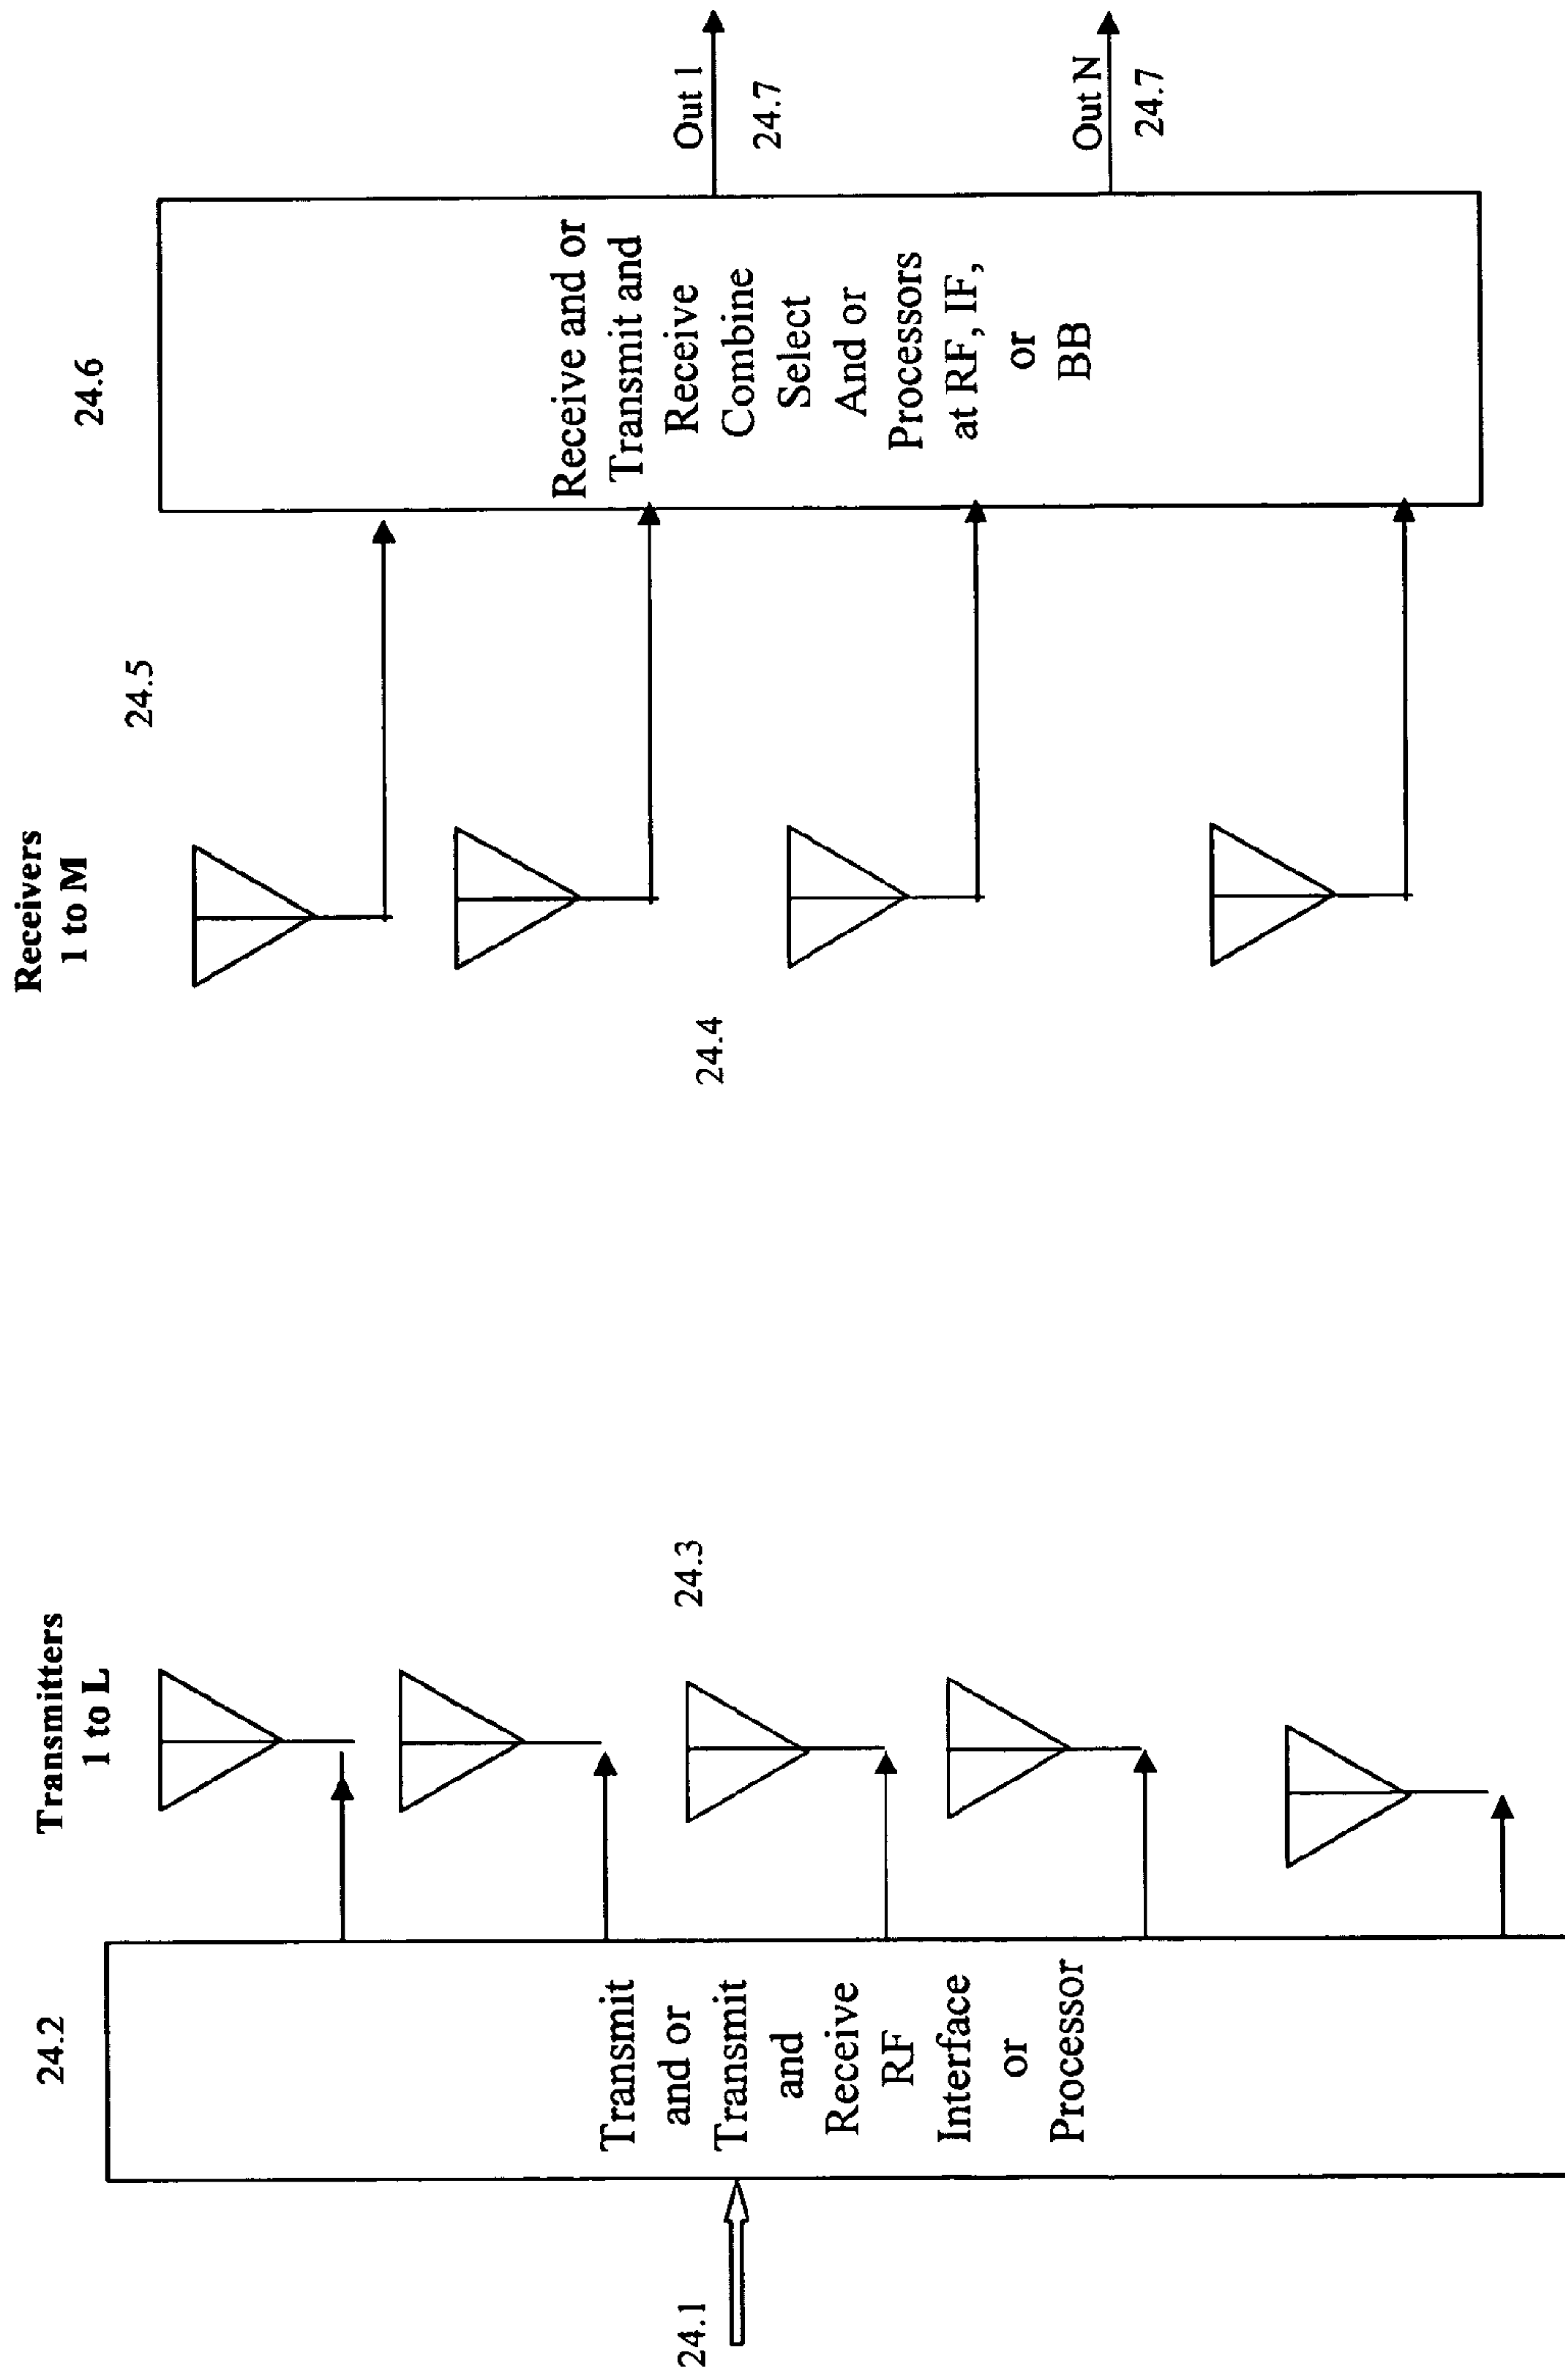 24.1
24.2
Transmit
and or
Transmit
and
Receive
RF
Interface
or
Processor
Transmitters
1 to L
24.3
24.4
Receivers
1 to M
24.5
24.6
Receive and or
Transmit and
Receive
Combine
Select
And or
Processors
at RF, IF,
or
BB
Out 1
24.7
Out N
24.7